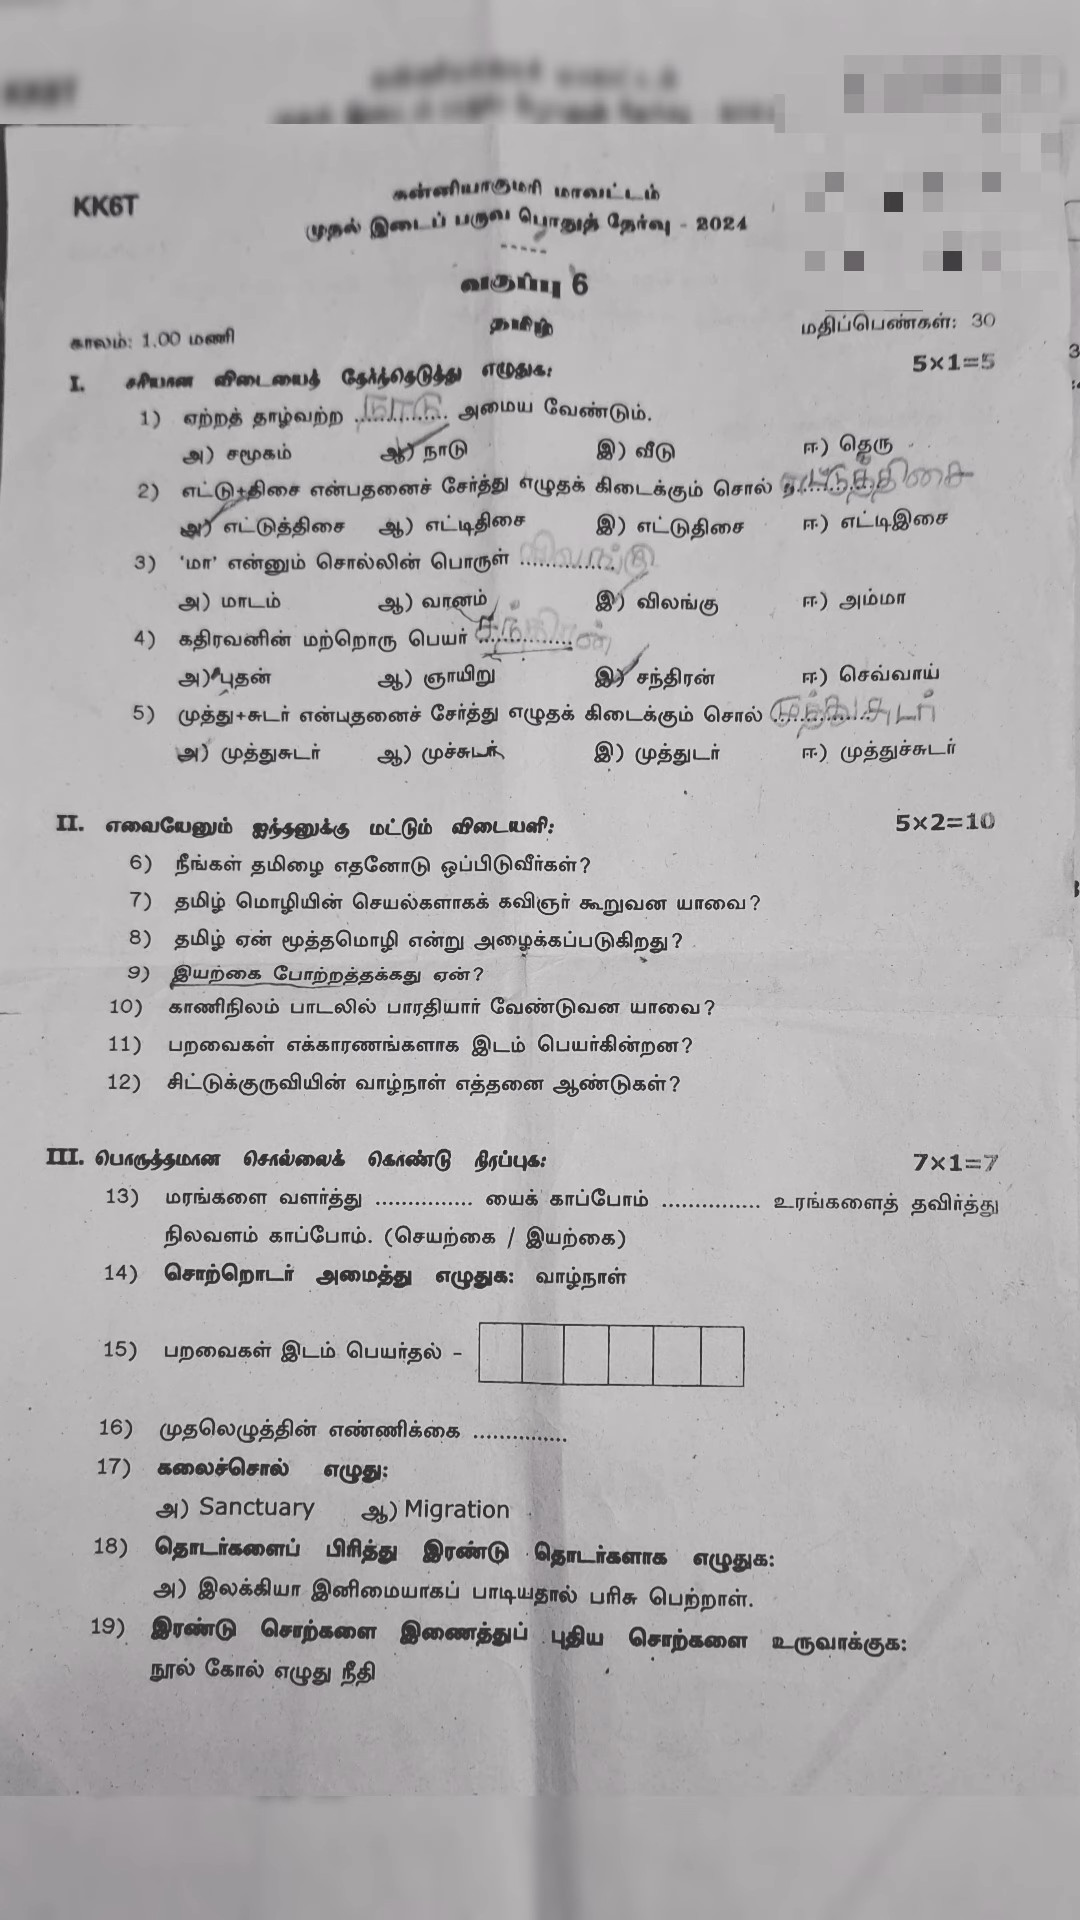 KK6T
கன்னியாகுமரி மாவட்டம்
முதல் இடைப் பருவ பொதுத் தேர்வு - 2024
வகுப்பு 6
தமிழ்
காலம்: 1.00 மணி மதிப்பெண்கள்: 30
I. சரியான விடையைத் தேர்ந்தெடுத்து எழுதுக: 5×1=5
1) ஏற்றத் தாழ்வற்ற நாடு அமைய வேண்டும்.
அ) சமூகம் ஆ) நாடு இ) வீடு ஈ) தெரு
2) எட்டு+திசை என்பதனைச் சேர்த்து எழுதக் கிடைக்கும் சொல் எட்டுத்திசை
அ) எட்டுத்திசை ஆ) எட்டிதிசை இ) எட்டுதிசை ஈ) எட்டிஇசை
3) 'மா' என்னும் சொல்லின் பொருள் விலங்கு
அ) மாடம் ஆ) வானம் இ) விலங்கு ஈ) அம்மா
4) கதிரவனின் மற்றொரு பெயர் ...............
அ) புதன் ஆ) ஞாயிறு இ) சந்திரன் ஈ) செவ்வாய்
5) முத்து+சுடர் என்பதனைச் சேர்த்து எழுதக் கிடைக்கும் சொல் முத்துசுடர்
அ) முத்துசுடர் ஆ) முச்சுடர் இ) முத்துடர் ஈ) முத்துச்சுடர்
II. எவையேனும் ஐந்தனுக்கு மட்டும் விடையளி: 5×2=10
6) நீங்கள் தமிழை எதனோடு ஒப்பிடுவீர்கள்?
7) தமிழ் மொழியின் செயல்களாகக் கவிஞர் கூறுவன யாவை?
8) தமிழ் ஏன் மூத்தமொழி என்று அழைக்கப்படுகிறது?
9) இயற்கை போற்றத்தக்கது ஏன்?
10) காணிநிலம் பாடலில் பாரதியார் வேண்டுவன யாவை?
11) பறவைகள் எக்காரணங்களாக இடம் பெயர்கின்றன?
12) சிட்டுக்குருவியின் வாழ்நாள் எத்தனை ஆண்டுகள்?
III. பொருத்தமான சொல்லைக் கொண்டு நிரப்புக: 7×1=7
13) மரங்களை வளர்த்து ............... யைக் காப்போம் ............... உரங்களைத் தவிர்த்து
நிலவளம் காப்போம். (செயற்கை / இயற்கை)
14) சொற்றொடர் அமைத்து எழுதுக: வாழ்நாள்
15) பறவைகள் இடம் பெயர்தல் -
16) முதலெழுத்தின் எண்ணிக்கை ...............
17) கலைச்சொல் எழுது:
அ) Sanctuary ஆ) Migration
18) தொடர்களைப் பிரித்து இரண்டு தொடர்களாக எழுதுக:
அ) இலக்கியா இனிமையாகப் பாடியதால் பரிசு பெற்றாள்.
19) இரண்டு சொற்களை இணைத்துப் புதிய சொற்களை உருவாக்குக:
நூல் கோல் எழுது நீதி